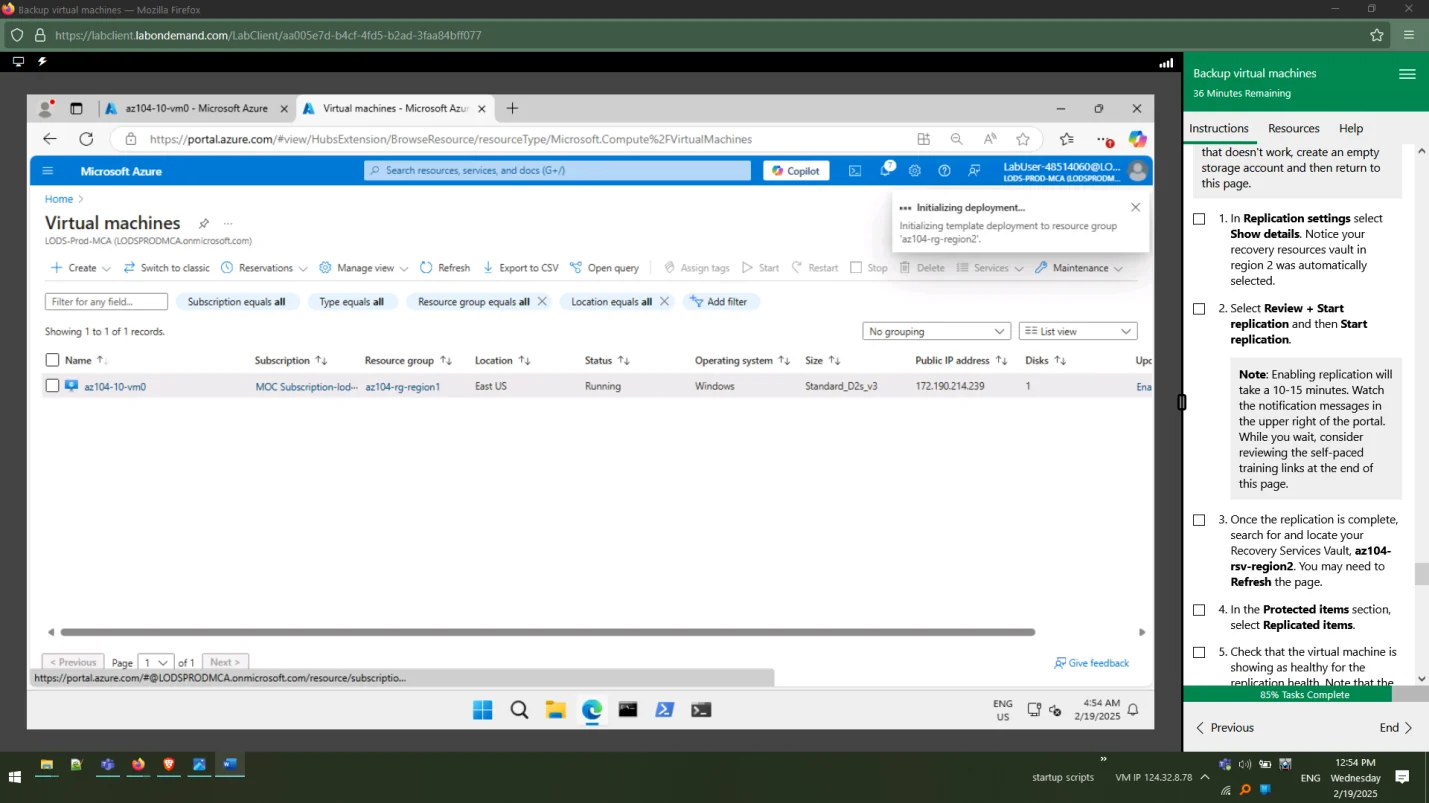 Backup virtual machines — Mozilla Firefox
https://labclient.labondemand.com/LabClient/aa005e7d-b4cf-4fd5-b2ad-3faa84bff077
az104-10-vm0 - Microsoft Azure
Virtual machines - Microsoft Azur
https://portal.azure.com/#view/HubsExtension/BrowseResource/resourceType/Microsoft.Compute%2FVirtualMachines
Microsoft Azure
Search resources, services, and docs (G+/)
Copilot
7
LabUser-48514060@LO...
LODS-PROD-MCA (LODSPRODM...
Home >
Virtual machines
LODS-Prod-MCA (LODSPRODMCA.onmicrosoft.com)
Initializing deployment...
Initializing template deployment to resource group
'az104-rg-region2'.
Create
Switch to classic
Reservations
Manage view
Refresh
Export to CSV
Open query
Assign tags
Start
Restart
Stop
Delete
Services
Maintenance
Filter for any field...
Subscription equals all
Type equals all
Resource group equals all
Location equals all
Add filter
Showing 1 to 1 of 1 records.
No grouping
List view
Name
Subscription
Resource group
Location
Status
Operating system
Size
Public IP address
Disks
Upc
az104-10-vm0
MOC Subscription-lod-...
az104-rg-region1
East US
Running
Windows
Standard_D2s_v3
172.190.214.239
1
Ena
< Previous
Page
1
of 1
Next >
Give feedback
https://portal.azure.com/#@LODSPRODMCA.onmicrosoft.com/resource/subscriptio...
ENG
US
4:54 AM
2/19/2025
Backup virtual machines
36 Minutes Remaining
Instructions
Resources
Help
that doesn't work, create an empty
storage account and then return to
this page.
1. In Replication settings select
Show details. Notice your
recovery resources vault in
region 2 was automatically
selected.
2. Select Review + Start
replication and then Start
replication.
Note: Enabling replication will
take a 10-15 minutes. Watch
the notification messages in
the upper right of the portal.
While you wait, consider
reviewing the self-paced
training links at the end of
this page.
3. Once the replication is complete,
search for and locate your
Recovery Services Vault, az104-
rsv-region2. You may need to
Refresh the page.
4. In the Protected items section,
select Replicated items.
5. Check that the virtual machine is
showing as healthy for the
replication health. Note that the
85% Tasks Complete
Previous
End
startup scripts
VM IP 124.32.8.78
ENG
12:54 PM
Wednesday
2/19/2025